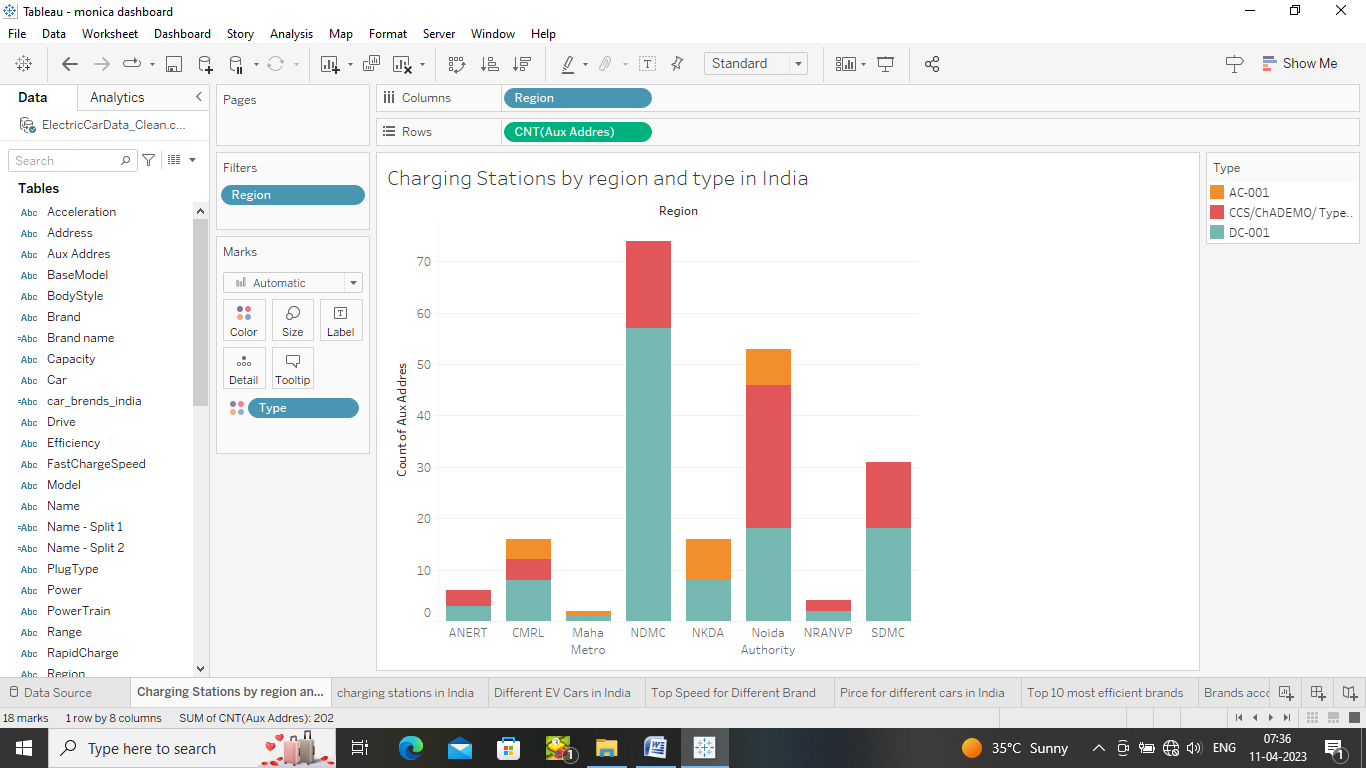 Tableau - monica dashboard
File Data Worksheet Dashboard Story Analysis Map Format Server Window Help
Standard
Show Me
Data Analytics
ElectricCarData_Clean.c...
Search
Tables
Abc Acceleration
Abc Address
Abc Aux Addres
Abc BaseModel
Abc BodyStyle
Abc Brand
=Abc Brand name
Abc Capacity
Abc Car
=Abc car_brends_india
Abc Drive
Abc Efficiency
Abc FastChargeSpeed
Abc Model
Abc Name
=Abc Name - Split 1
=Abc Name - Split 2
Abc PlugType
Abc Power
Abc PowerTrain
Abc Range
Abc RapidCharge
Abc Region
Pages
Filters
Region
Marks
Automatic
Color Size Label
Detail Tooltip
Type
Columns Region
Rows CNT(Aux Addres)
Charging Stations by region and type in India
Region
Count of Aux Addres
70
60
50
40
30
20
10
0
ANERT CMRL Maha Metro NDMC NKDA Noida Authority NRANVP SDMC
Type
AC-001
CCS/ChADEMO/ Type..
DC-001
Data Source Charging Stations by region an... charging stations in India Different EV Cars in India Top Speed for Different Brand Pirce for different cars in India Top 10 most efficient brands Brands acco
18 marks 1 row by 8 columns SUM of CNT(Aux Addres): 202
Type here to search
1
35°C Sunny
ENG
07:36
11-04-2023
1